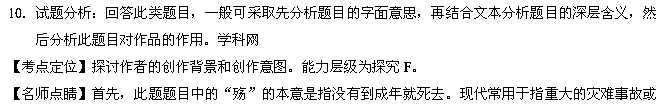 10. 试题分析：回答此类题目，一般可采取先分析题目的字面意思，再结合文本分析题目的深层含义，然
后分析此题目对作品的作用。学科网
【考点定位】探讨作者的创作背景和创作意图。能力层级为探究 F。
【名师点睛】首先，此题题目中的“殇”的本意是指没有到成年就死去。现代常用于指重大的灾难事故或